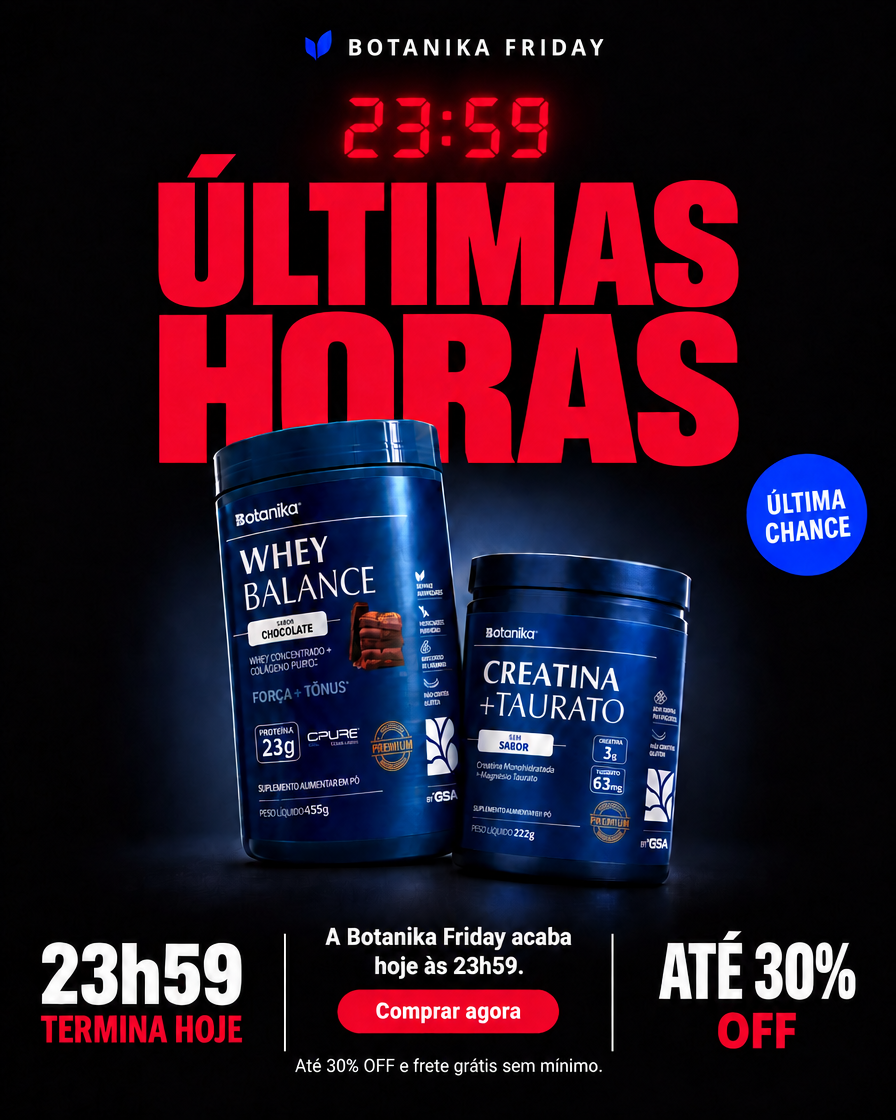 BOTANIKA FRIDAY
23:59
ÚLTIMAS
HORAS
ÚLTIMA
CHANCE
Botanika®
WHEY
BALANCE
SABOR
CHOCOLATE
WHEY CONCENTRADO +
COLÁGENO PURO
FORÇA + TÔNUS
PROTEÍNA
23g
PREMIUM
SUPLEMENTO ALIMENTAR EM PÓ
PESO LÍQUIDO 455g
BY GSA
Botanika®
CREATINA
+TAURATO
SEM
SABOR
Creatina Monohidratada
+Magnésio Taurato
CREATINA
3g
TAURATO
63mg
PREMIUM
SUPLEMENTO ALIMENTAR EM PÓ
PESO LÍQUIDO 222g
GSA
23h59
TERMINA HOJE
A Botanika Friday acaba
hoje às 23h59.
Comprar agora
Até 30% OFF e frete grátis sem mínimo.
ATÉ 30%
OFF